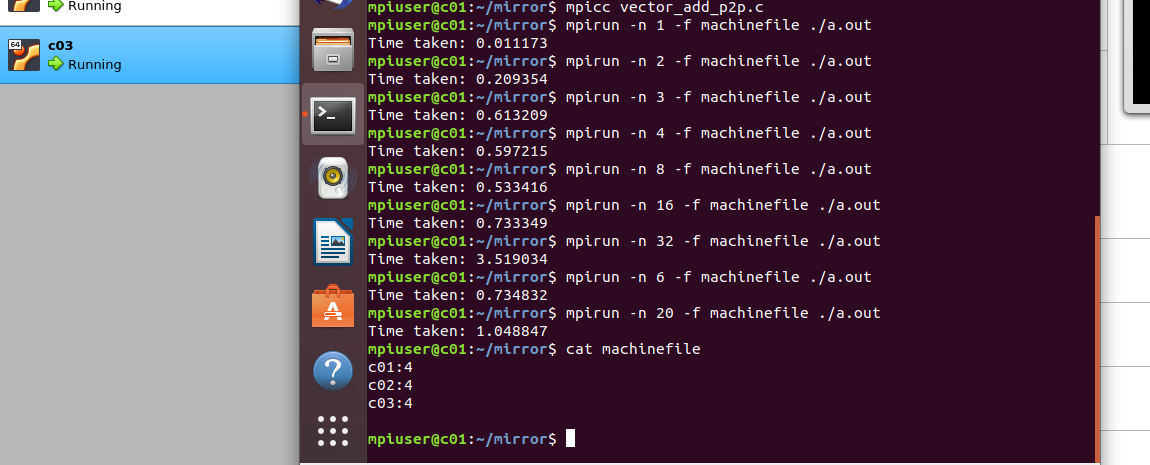 Running
64
c03
Running
mpiuser@c01:~/mirror$ mpicc vector_add_p2p.c
mpiuser@c01:~/mirror$ mpirun -n 1 -f machinefile ./a.out
Time taken: 0.011173
mpiuser@c01:~/mirror$ mpirun -n 2 -f machinefile ./a.out
Time taken: 0.209354
mpiuser@c01:~/mirror$ mpirun -n 3 -f machinefile ./a.out
Time taken: 0.613209
mpiuser@c01:~/mirror$ mpirun -n 4 -f machinefile ./a.out
Time taken: 0.597215
mpiuser@c01:~/mirror$ mpirun -n 8 -f machinefile ./a.out
Time taken: 0.533416
mpiuser@c01:~/mirror$ mpirun -n 16 -f machinefile ./a.out
Time taken: 0.733349
mpiuser@c01:~/mirror$ mpirun -n 32 -f machinefile ./a.out
Time taken: 3.519034
mpiuser@c01:~/mirror$ mpirun -n 6 -f machinefile ./a.out
Time taken: 0.734832
mpiuser@c01:~/mirror$ mpirun -n 20 -f machinefile ./a.out
Time taken: 1.048847
mpiuser@c01:~/mirror$ cat machinefile
c01:4
c02:4
c03:4
mpiuser@c01:~/mirror$